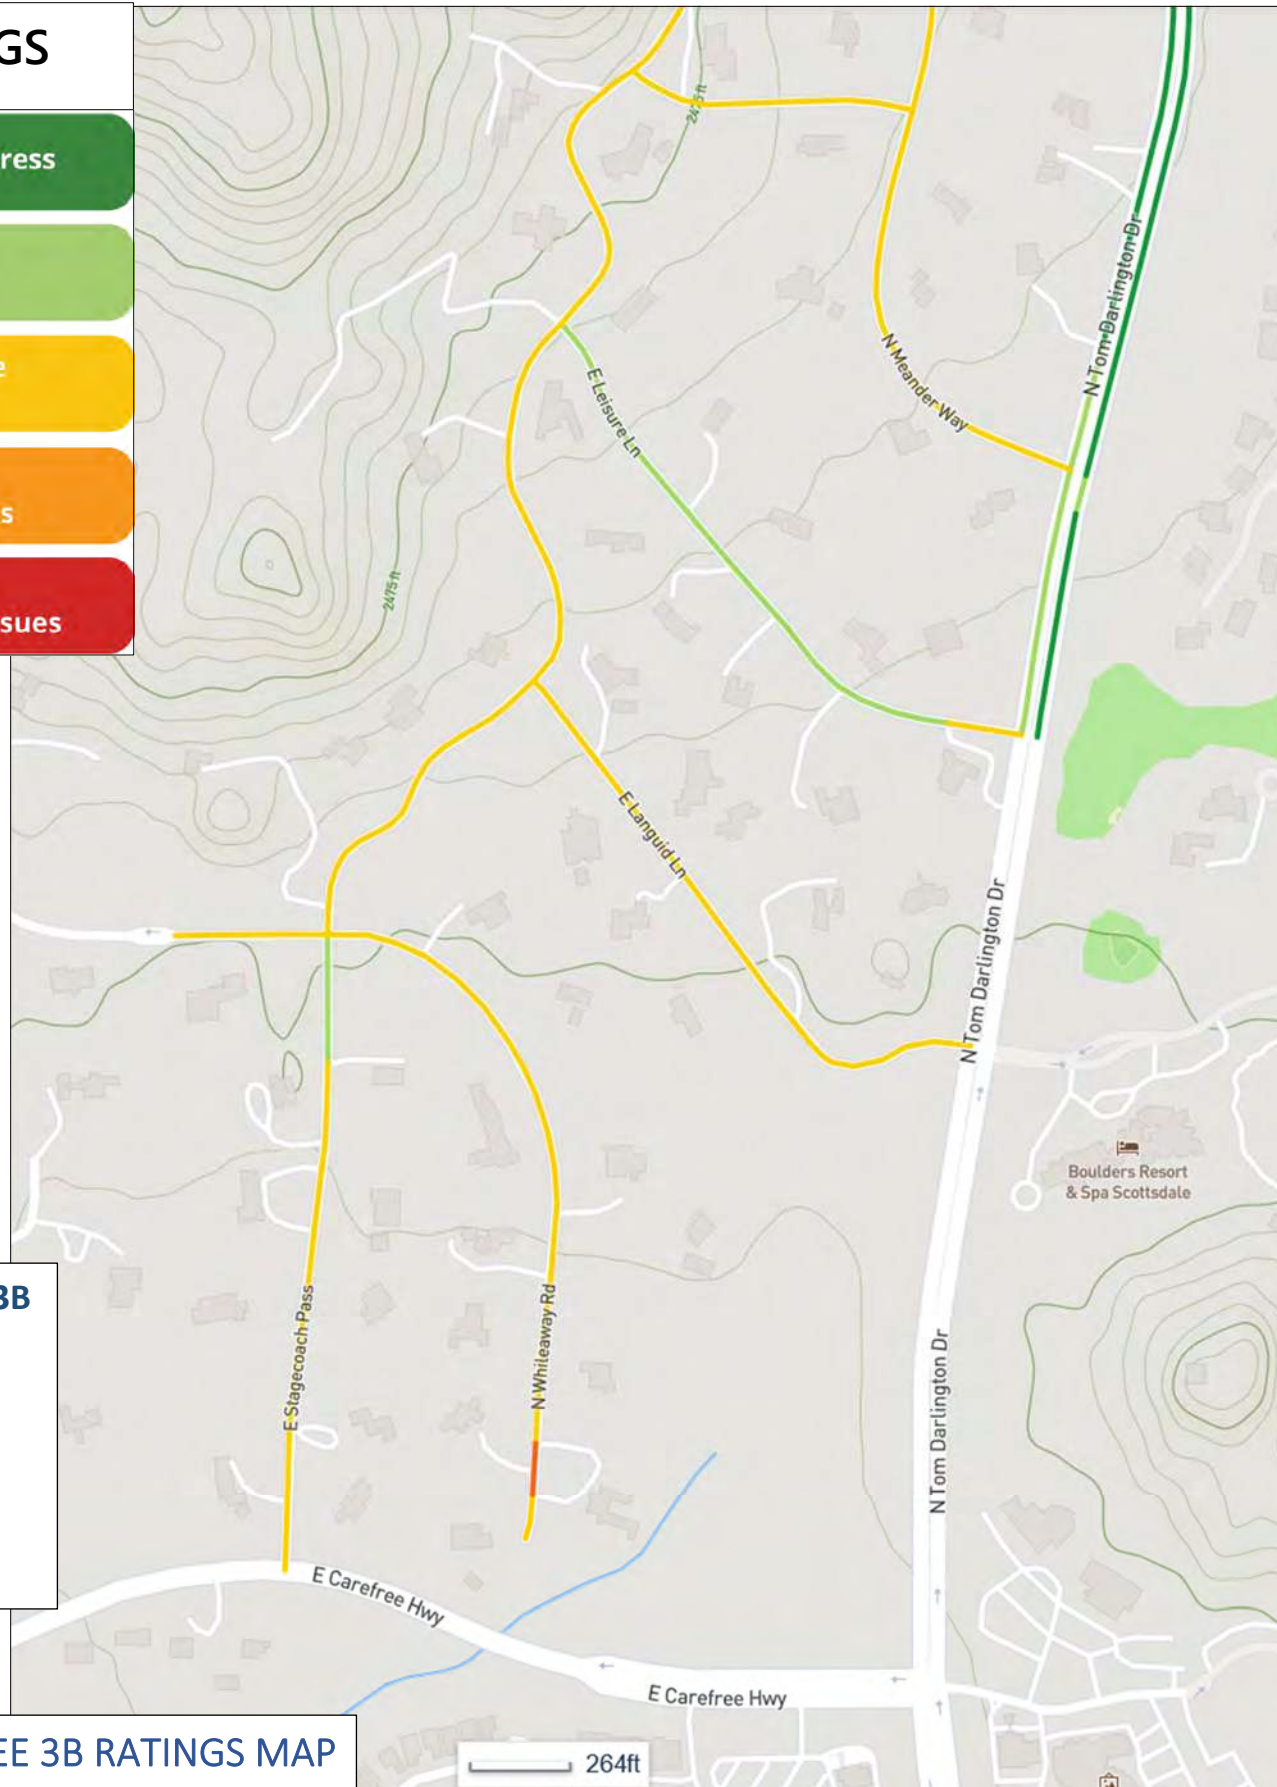 GS
ress
e
s
sues
2475 ft
N Tom Darlington Dr
N Meander Way
E Leisure Ln
2475 ft
E Languid Ln
N Tom Darlington Dr
Boulders Resort
& Spa Scottsdale
3B
E Stagecoach Pass
N Whileaway Rd
N Tom Darlington Dr
E Carefree Hwy
E Carefree Hwy
EE 3B RATINGS MAP
264ft